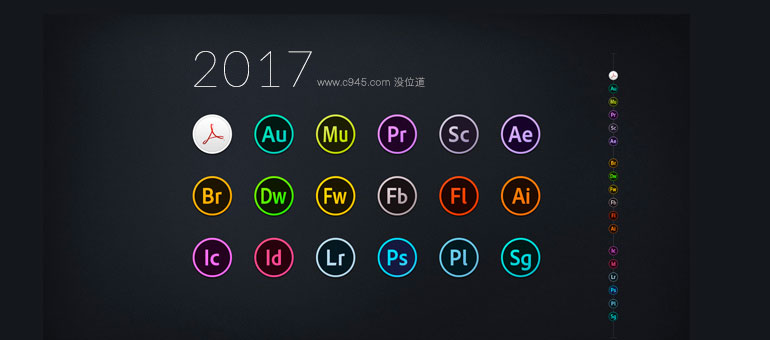 2017 www.c945.com 没位道
Au Mu Pr Sc Ae
Br Dw Fw Fb Fl Ai
Ic Id Lr Ps Pl Sg
Au
Mu
Pr
Sc
Ae
Br
Dw
Fw
Fb
Fl
Ai
Ic
Id
Lr
Ps
Pl
Sg